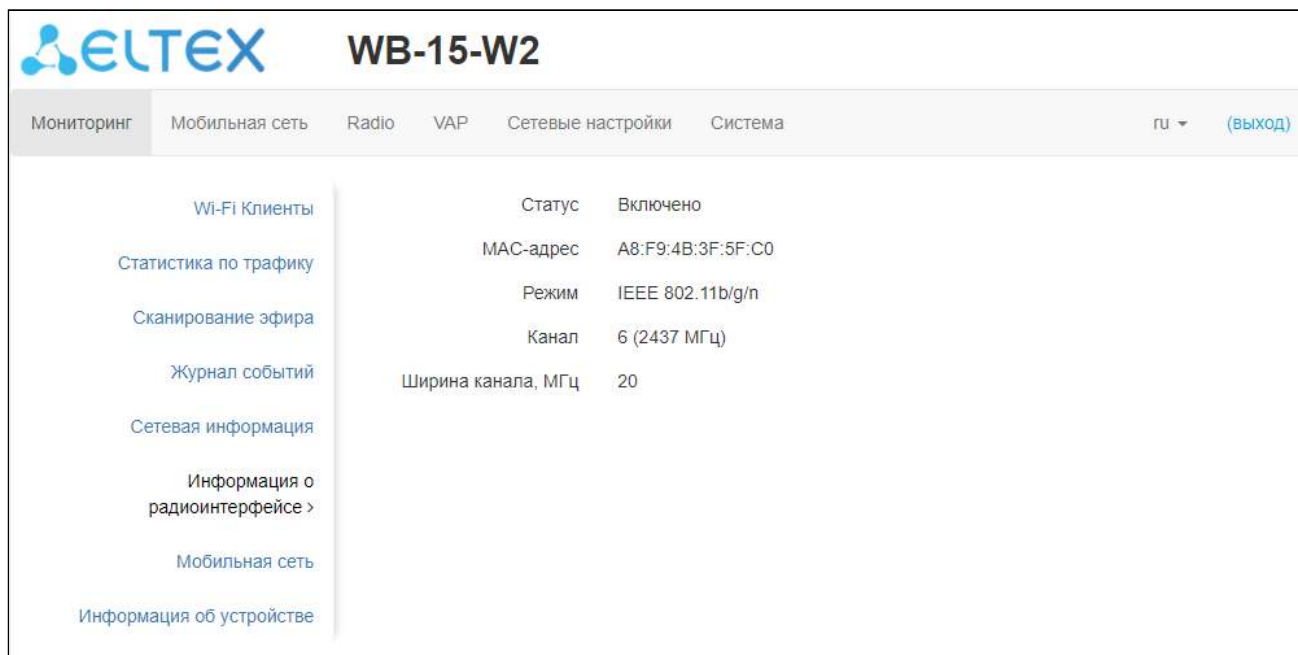 ELTEX WB-15-W2
Мониторинг Мобильная сеть Radio VAP Сетевые настройки Система ru (выход)
Wi-Fi Клиенты
Статистика по трафику
Сканирование эфира
Журнал событий
Сетевая информация
Информация о
радиоинтерфейсе >
Мобильная сеть
Информация об устройстве
Статус Включено
MAC-адрес A8:F9:4B:3F:5F:C0
Режим IEEE 802.11b/g/n
Канал 6 (2437 МГц)
Ширина канала, МГц 20